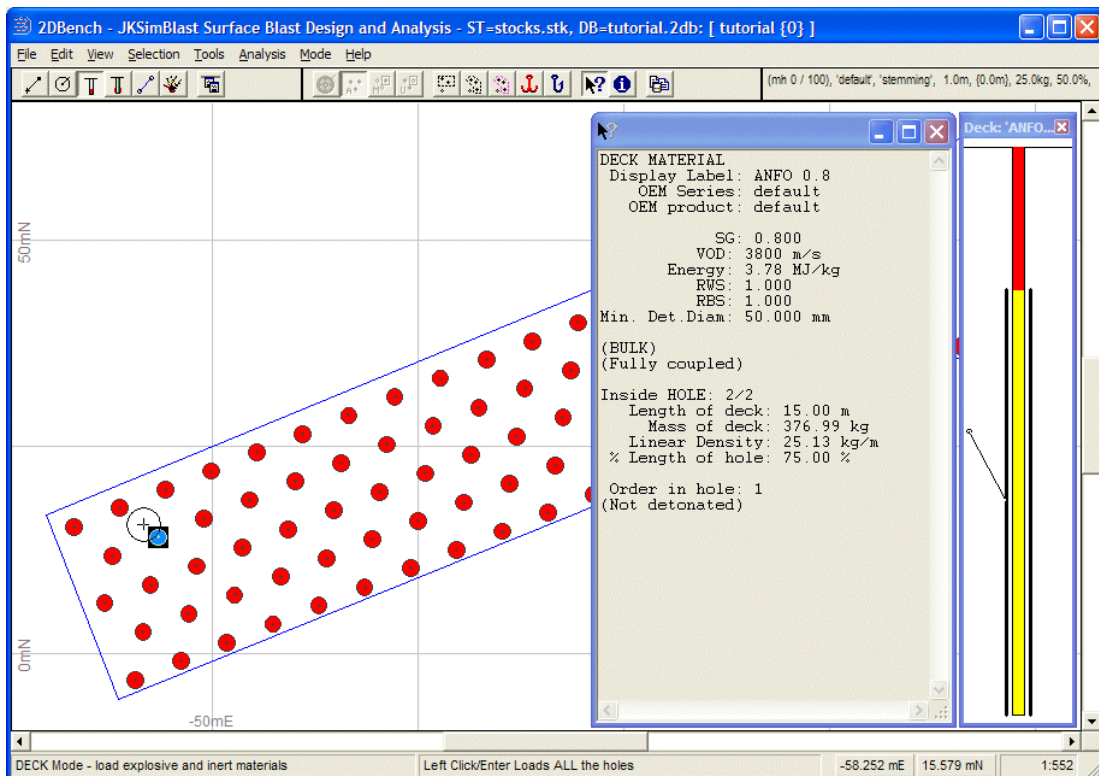 2DBench - JKSimBlast Surface Blast Design and Analysis - ST=stocks.stk, DB=tutorial.2db: [ tutorial {0} ]
File Edit View Selection Tools Analysis Mode Help
(mh 0 / 100), 'default', 'stemming', 1.0m, {0.0m}, 25.0kg, 50.0%,
Deck: 'ANFO...
DECK MATERIAL
Display Label: ANFO 0.8
OEM Series: default
OEM product: default
SG: 0.800
VOD: 3800 m/s
Energy: 3.78 MJ/kg
RWS: 1.000
RBS: 1.000
Min. Det.Diam: 50.000 mm
(BULK)
(Fully coupled)
Inside HOLE: 2/2
Length of deck: 15.00 m
Mass of deck: 376.99 kg
Linear Density: 25.13 kg/m
% Length of hole: 75.00 %
Order in hole: 1
(Not detonated)
50mN
0mN
-50mE
DECK Mode - load explosive and inert materials
Left Click/Enter Loads ALL the holes
-58.252 mE
15.579 mN
1:552